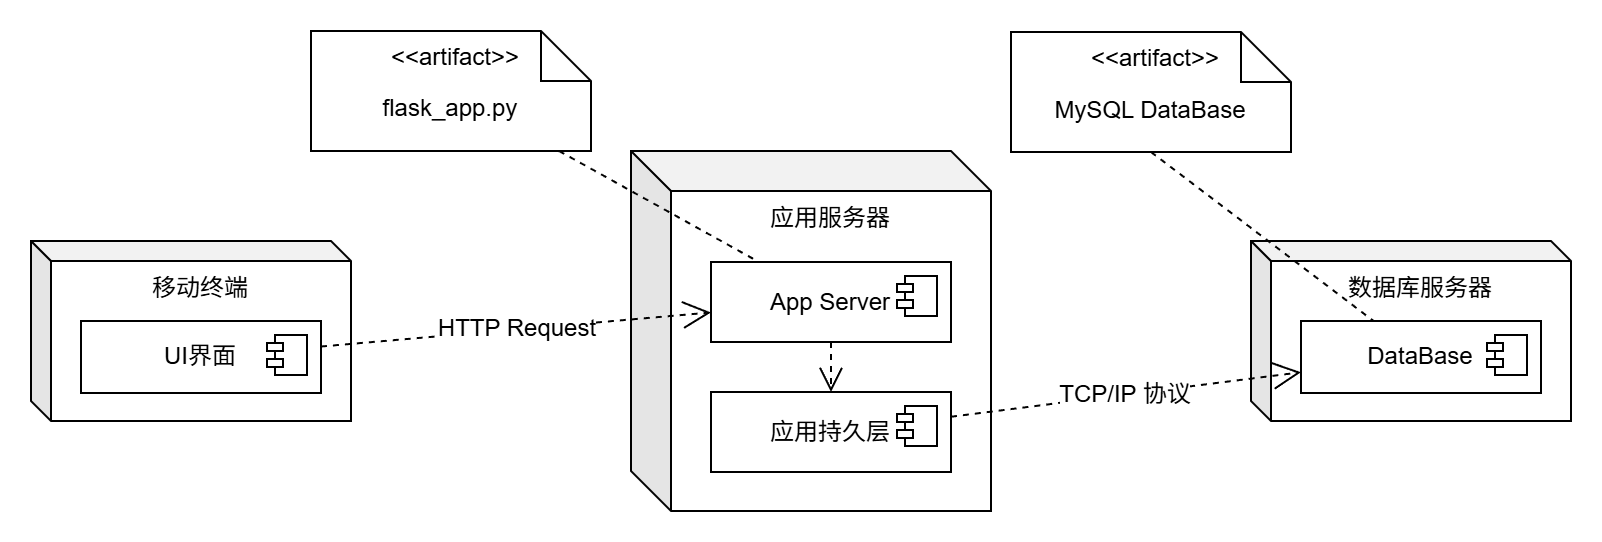 <<artifact>>
flask_app.py
<<artifact>>
MySQL DataBase
移动终端
UI界面
HTTP Request
应用服务器
App Server
应用持久层
TCP/IP 协议
数据库服务器
DataBase